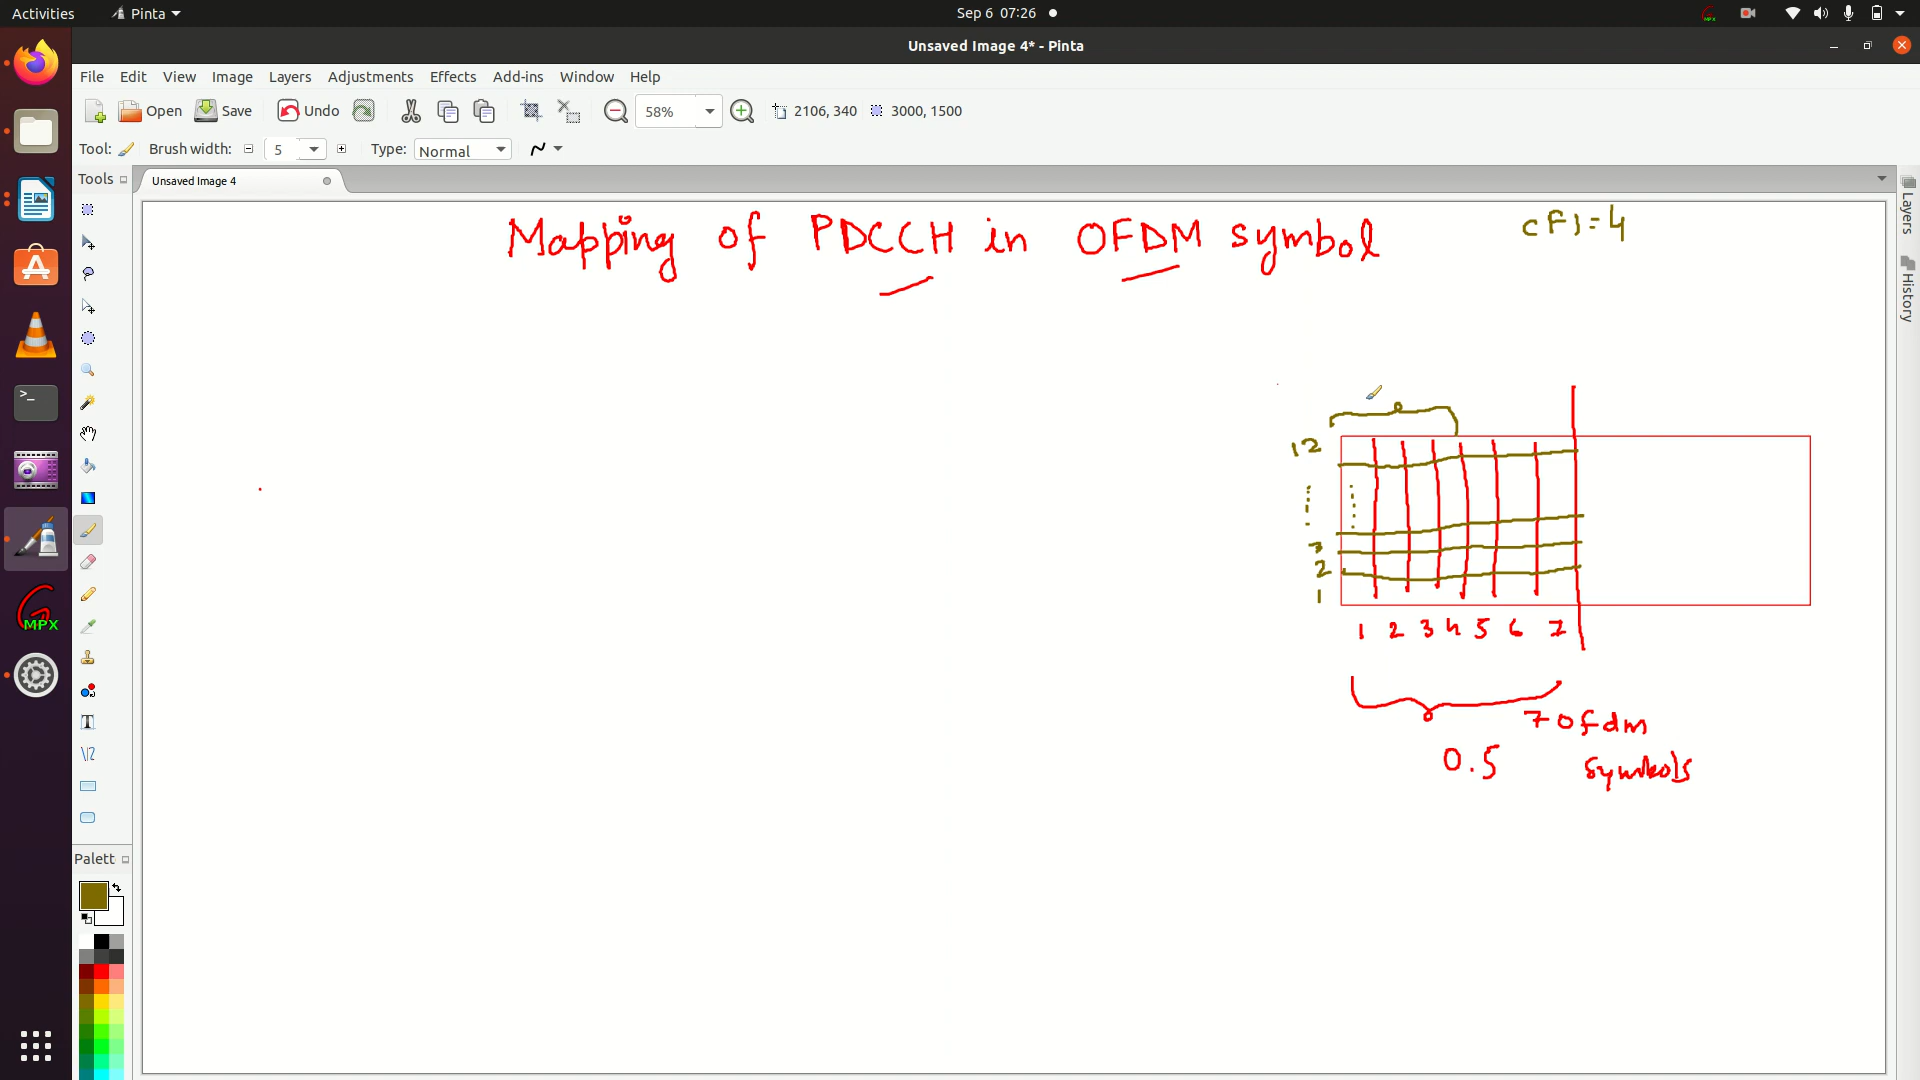 Activities Pinta Sep 6 07:26
Unsaved Image 4* - Pinta
File Edit View Image Layers Adjustments Effects Add-ins Window Help
Open Save Undo 58% 2106, 340 3000, 1500
Tool: Brush width: 5 Type: Normal
Tools Unsaved Image 4
Layers
History
Mapping of PDCCH in OFDM symbol
CFI=4
12
3
2
1
1 2 3 4 5 6 7
7 Ofdm
0.5 symbols
MPX
Palett